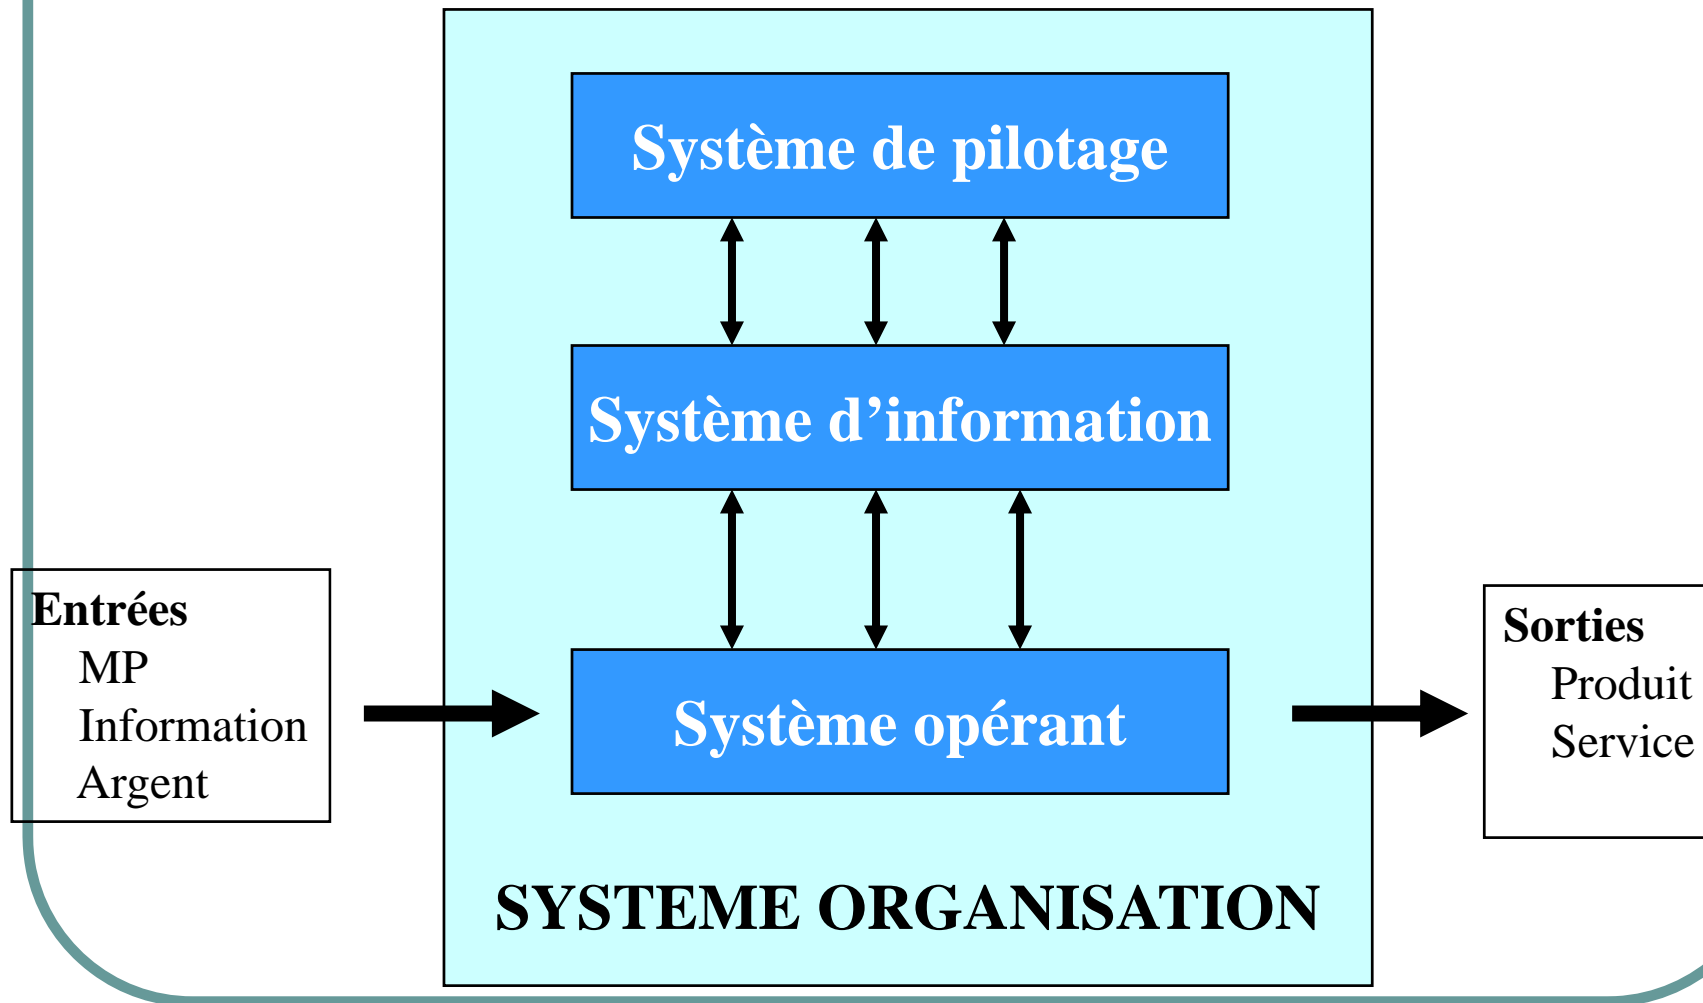 Système de pilotage
Système d’information
Entrées
MP
Information
Argent
Système opérant
Sorties
Produit
Service
SYSTEME ORGANISATION